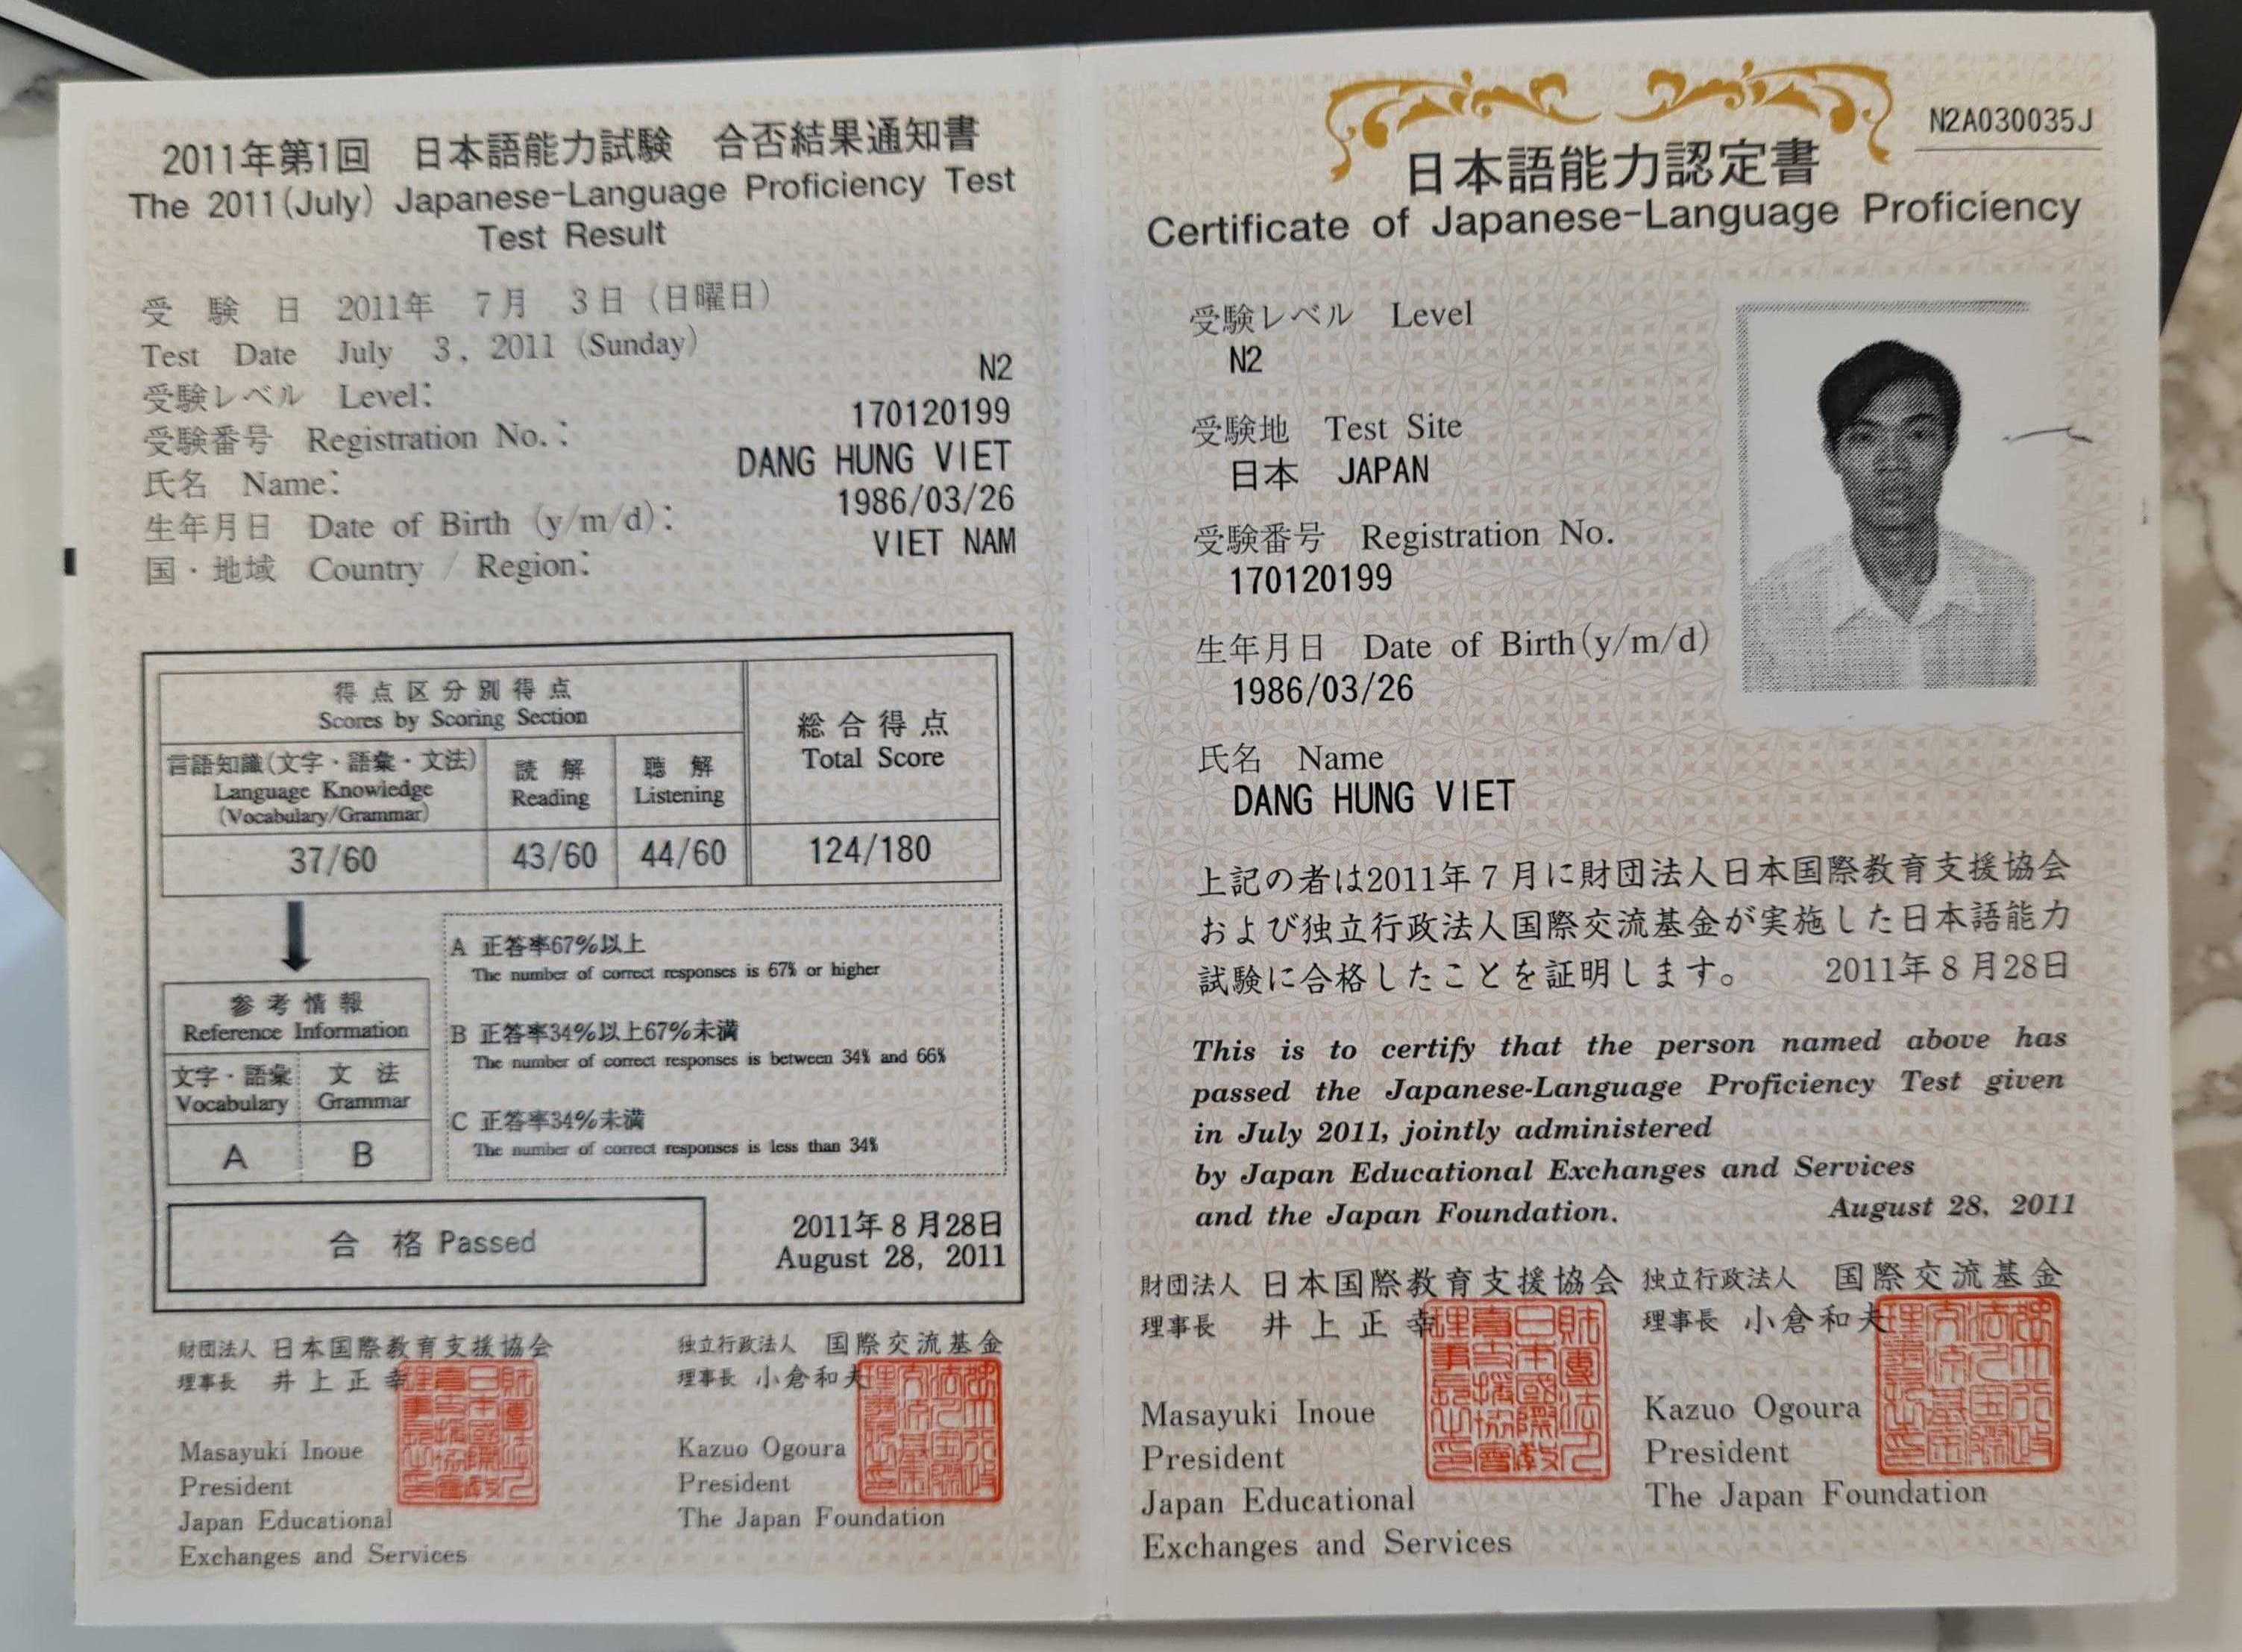 2011年第1回 日本語能力試験 合否結果通知書
The 2011(July) Japanese-Language Proficiency Test
Test Result
受 験 日 2011年 7月 3日 (日曜日)
Test Date July 3, 2011 (Sunday)
受験レベル Level: N2
受験番号 Registration No.: 170120199
氏名 Name: DANG HUNG VIET
生年月日 Date of Birth (y/m/d): 1986/03/26
国・地域 Country / Region: VIET NAM
得点区分別得点
Scores by Scoring Section
総合得点
Total Score
言語知識(文字・語彙・文法)
Language Knowledge
(Vocabulary/Grammar)
読 解
Reading
聴 解
Listening
37/60 43/60 44/60 124/180
参考情報
Reference Information
文字・語彙
Vocabulary
文 法
Grammar
A B
A 正答率67%以上
The number of correct responses is 67% or higher
B 正答率34%以上67%未満
The number of correct responses is between 34% and 66%
C 正答率34%未満
The number of correct responses is less than 34%
合 格 Passed
2011年8月28日
August 28, 2011
財団法人 日本国際教育支援協会
理事長 井上正幸
Masayuki Inoue
President
Japan Educational
Exchanges and Services
独立行政法人 国際交流基金
理事長 小倉和夫
Kazuo Ogoura
President
The Japan Foundation
N2A030035J
日本語能力認定書
Certificate of Japanese-Language Proficiency
受験レベル Level
N2
受験地 Test Site
日本 JAPAN
受験番号 Registration No.
170120199
生年月日 Date of Birth(y/m/d)
1986/03/26
氏名 Name
DANG HUNG VIET
上記の者は2011年7月に財団法人日本国際教育支援協会
および独立行政法人国際交流基金が実施した日本語能力
試験に合格したことを証明します。 2011年8月28日
This is to certify that the person named above has
passed the Japanese-Language Proficiency Test given
in July 2011, jointly administered
by Japan Educational Exchanges and Services
and the Japan Foundation. August 28, 2011
財団法人 日本国際教育支援協会
理事長 井上正幸
Masayuki Inoue
President
Japan Educational
Exchanges and Services
独立行政法人 国際交流基金
理事長 小倉和夫
Kazuo Ogoura
President
The Japan Foundation